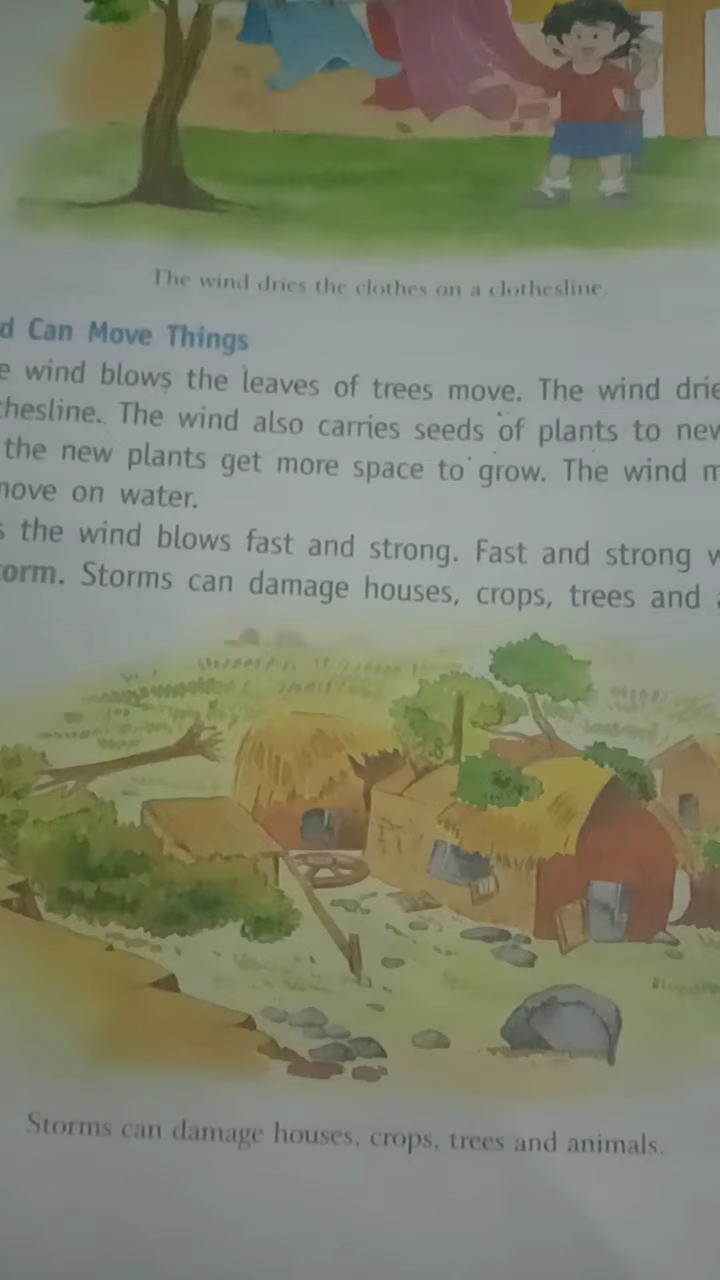 The wind dries the clothes on a clothesline.
d Can Move Things
e wind blows the leaves of trees move. The wind drie
thesline. The wind also carries seeds of plants to new
the new plants get more space to grow. The wind m
move on water.
s the wind blows fast and strong. Fast and strong w
torm. Storms can damage houses, crops, trees and a
Storms can damage houses, crops, trees and animals.